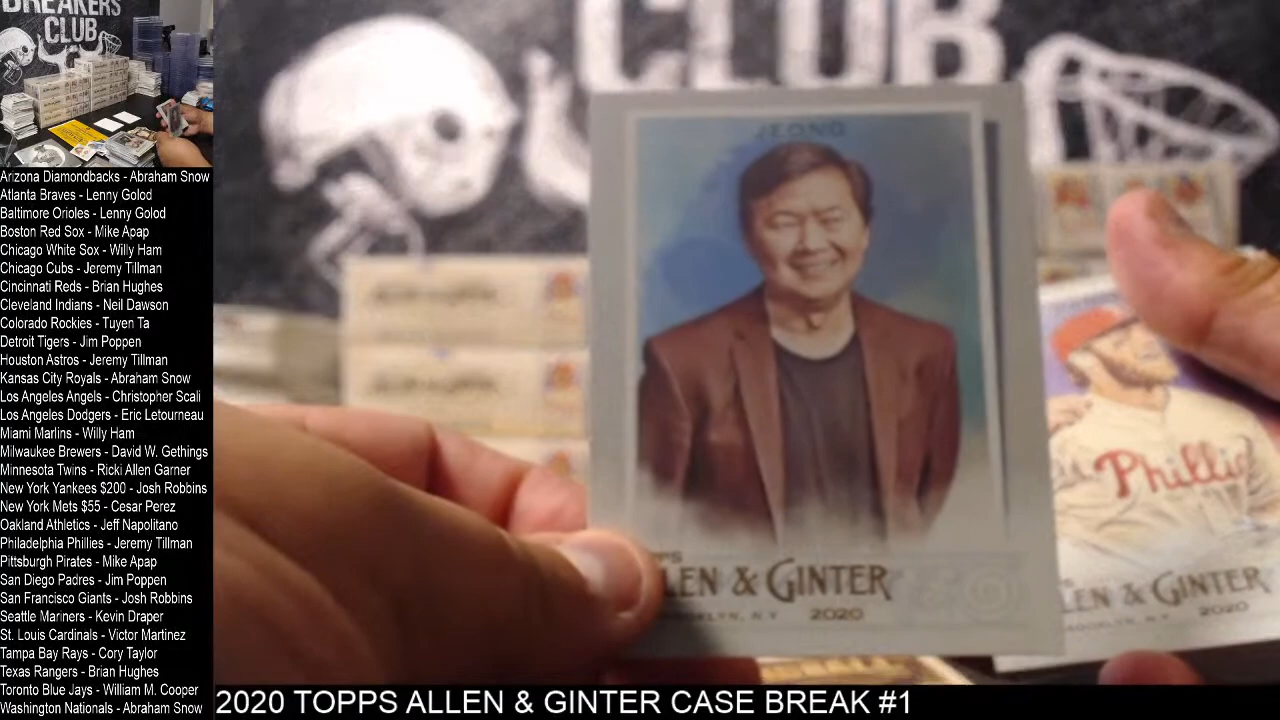 BREAKERS
CLUB
CLUB
Arizona Diamondbacks - Abraham Snow
Atlanta Braves - Lenny Golod
Baltimore Orioles - Lenny Golod
Boston Red Sox - Mike Apap
Chicago White Sox - Willy Ham
Chicago Cubs - Jeremy Tillman
Cincinnati Reds - Brian Hughes
Cleveland Indians - Neil Dawson
Colorado Rockies - Tuyen Ta
Detroit Tigers - Jim Poppen
Houston Astros - Jeremy Tillman
Kansas City Royals - Abraham Snow
Los Angeles Angels - Christopher Scali
Los Angeles Dodgers - Eric Letourneau
Miami Marlins - Willy Ham
Milwaukee Brewers - David W. Gethings
Minnesota Twins - Ricki Allen Garner
New York Yankees $200 - Josh Robbins
New York Mets $55 - Cesar Perez
Oakland Athletics - Jeff Napolitano
Philadelphia Phillies - Jeremy Tillman
Pittsburgh Pirates - Mike Apap
San Diego Padres - Jim Poppen
San Francisco Giants - Josh Robbins
Seattle Mariners - Kevin Draper
St. Louis Cardinals - Victor Martinez
Tampa Bay Rays - Cory Taylor
Texas Rangers - Brian Hughes
Toronto Blue Jays - William M. Cooper
Washington Nationals - Abraham Snow
JEONG
PPS
LEN & GINTER
ROOKLYN, N.Y 2020
Philli
LEN & GINTER
ROOKLYN, N.Y 2020
2020 TOPPS ALLEN & GINTER CASE BREAK #1